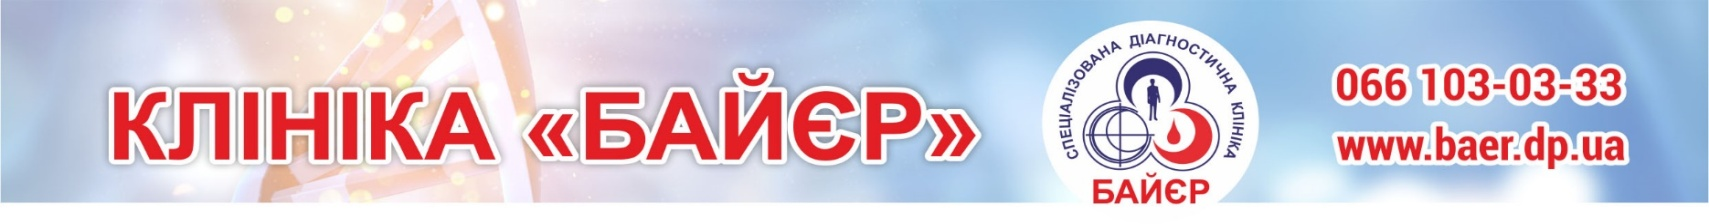 КЛІНІКА «БАЙЄР»
СПЕЦІАЛІЗОВАНА ДІАГНОСТИЧНА КЛІНІКА
БАЙЄР
066 103-03-33
www.baer.dp.ua